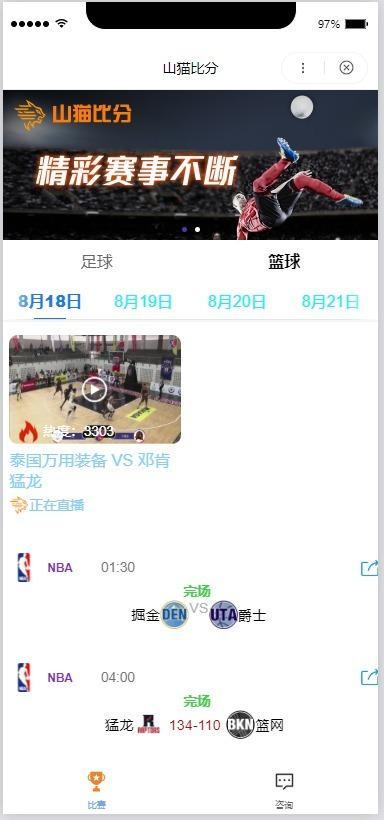 97%
山猫比分
山猫比分
精彩赛事不断
足球 篮球
8月18日 8月19日 8月20日 8月21日
热度：3303
泰国万用装备 VS 邓肯
猛龙
正在直播
NBA 01:30
完场
掘金 DEN VS UTA 爵士
NBA 04:00
完场
猛龙 RAPTORS 134-110 BKN 篮网
比赛 咨询